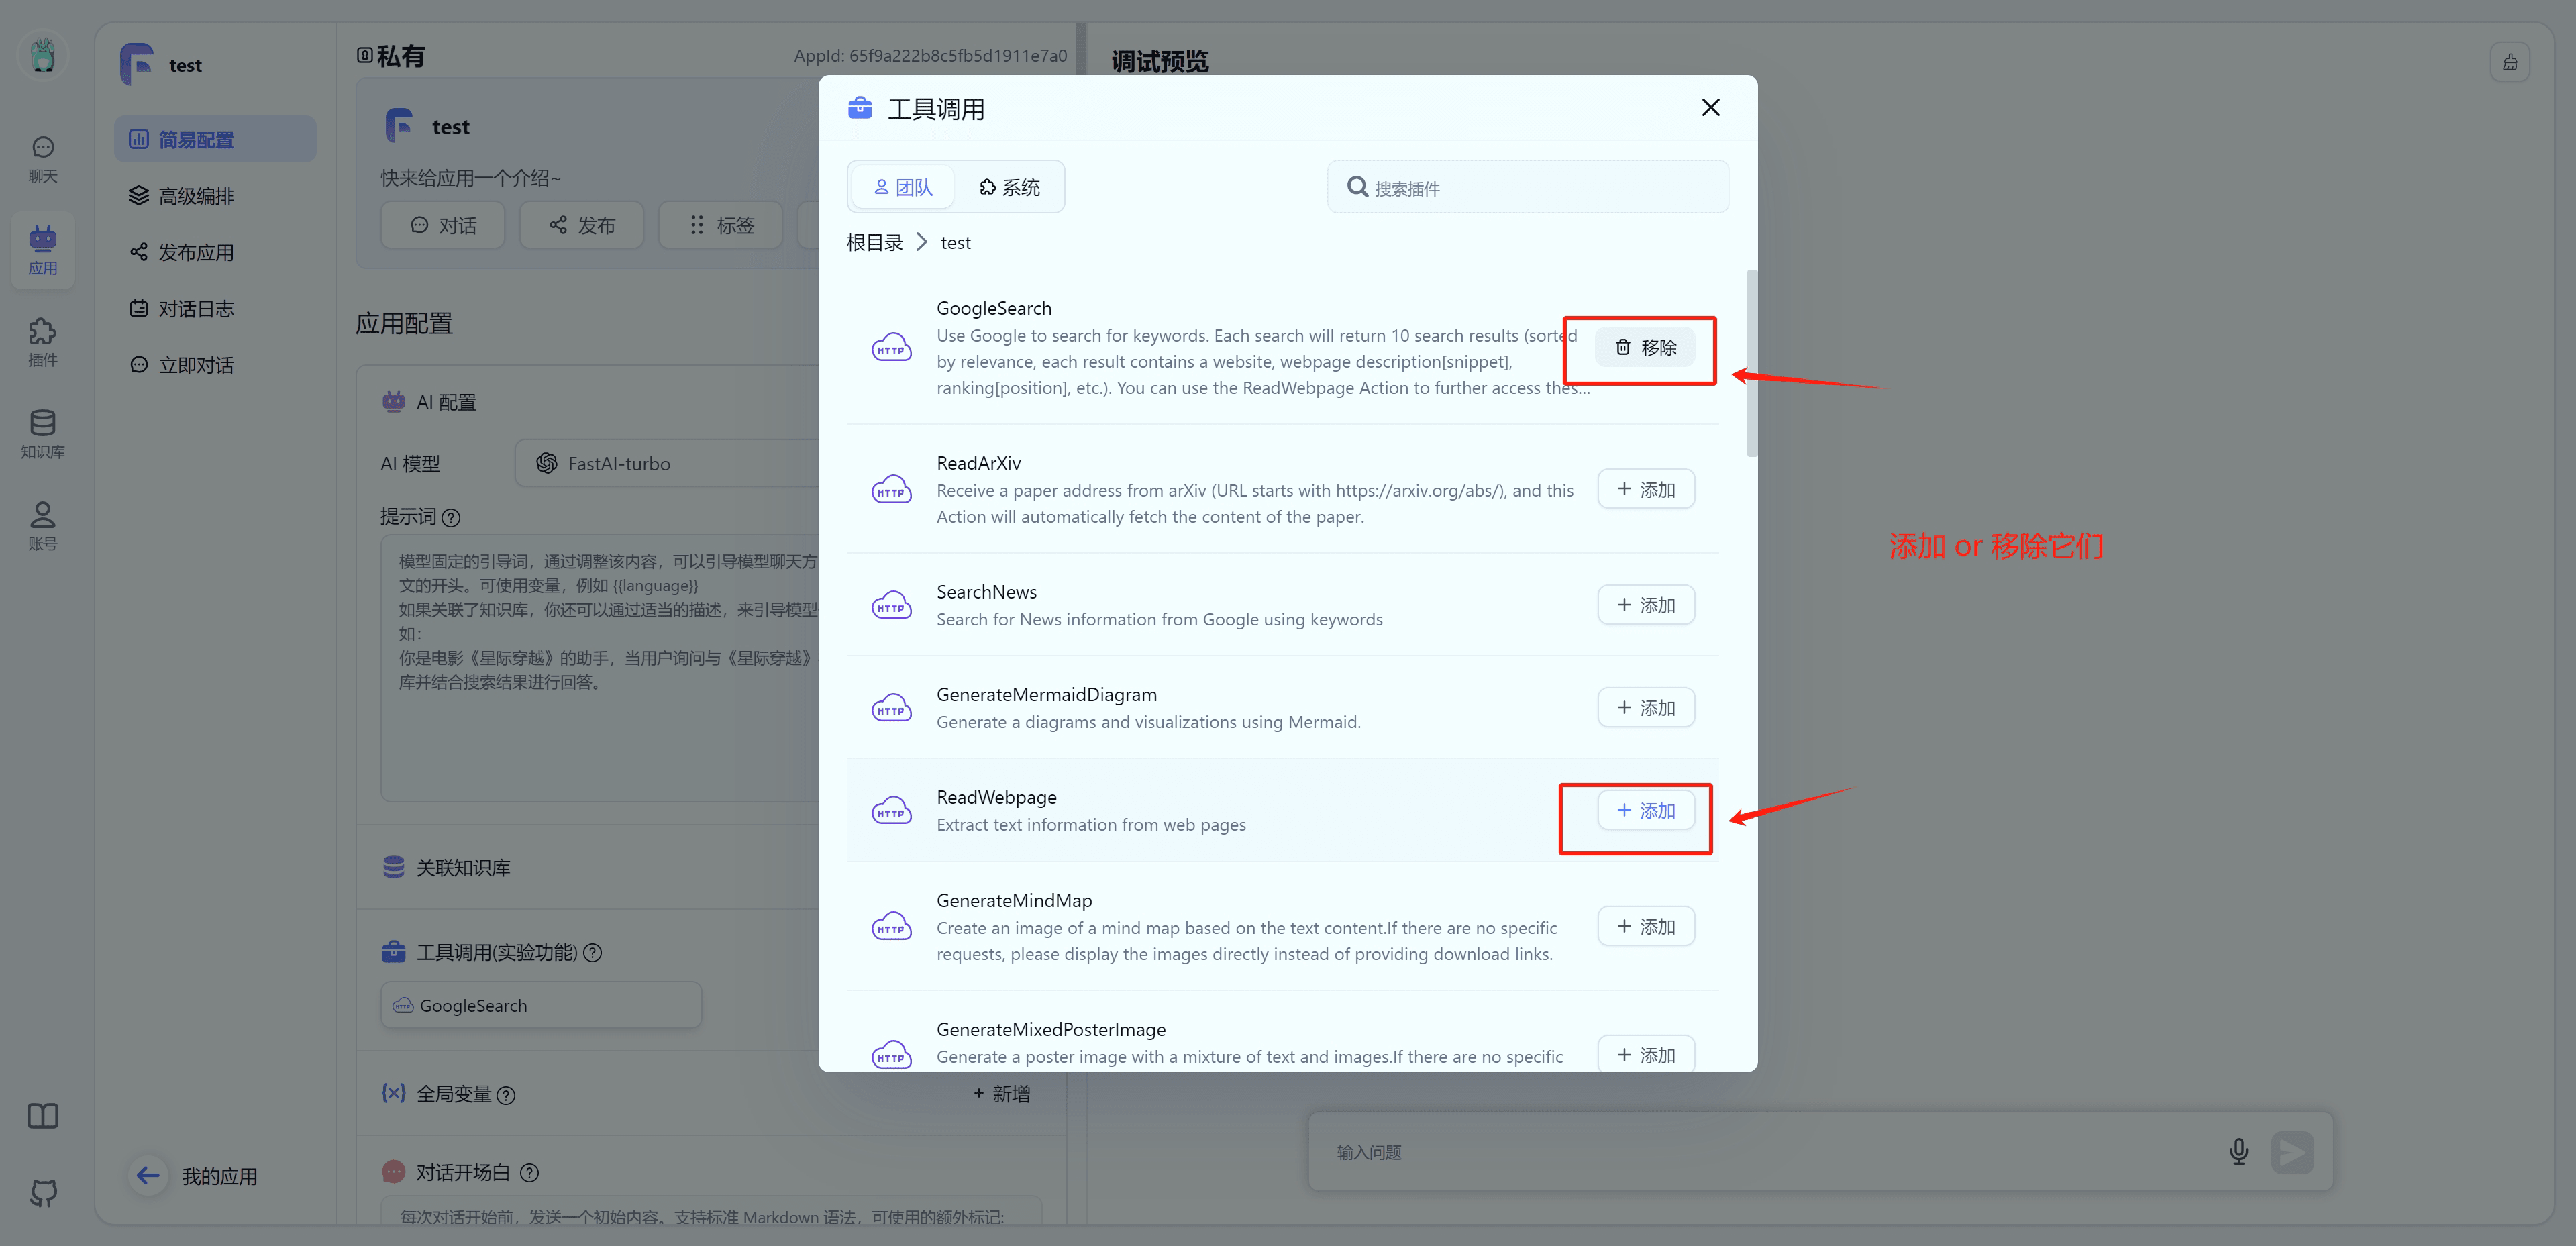 聊天
应用
插件
知识库
账号
test
简易配置
高级编排
发布应用
对话日志
立即对话
我的应用
私有
AppId: 65f9a222b8c5fb5d1911e7a0
test
快来给应用一个介绍~
对话
发布
标签
应用配置
AI 配置
AI 模型
FastAI-turbo
提示词
模型固定的引导词，通过调整该内容，可以引导模型聊天方
文的开头。可使用变量，例如 {{language}}
如果关联了知识库，你还可以通过适当的描述，来引导模型
如:
你是电影《星际穿越》的助手，当用户询问与《星际穿越》
库并结合搜索结果进行回答。
关联知识库
工具调用(实验功能)
GoogleSearch
全局变量
+ 新增
对话开场白
每次对话开始前，发送一个初始内容。支持标准 Markdown 语法，可使用的额外标记:
调试预览
工具调用
团队
系统
搜索插件
根目录 > test
HTTP
GoogleSearch
Use Google to search for keywords. Each search will return 10 search results (sorted
by relevance, each result contains a website, webpage description[snippet],
ranking[position], etc.). You can use the ReadWebpage Action to further access thes...
移除
HTTP
ReadArXiv
Receive a paper address from arXiv (URL starts with https://arxiv.org/abs/), and this
Action will automatically fetch the content of the paper.
+ 添加
HTTP
SearchNews
Search for News information from Google using keywords
+ 添加
HTTP
GenerateMermaidDiagram
Generate a diagrams and visualizations using Mermaid.
+ 添加
HTTP
ReadWebpage
Extract text information from web pages
+ 添加
HTTP
GenerateMindMap
Create an image of a mind map based on the text content.If there are no specific
requests, please display the images directly instead of providing download links.
+ 添加
HTTP
GenerateMixedPosterImage
Generate a poster image with a mixture of text and images.If there are no specific
+ 添加
添加 or 移除它们
输入问题